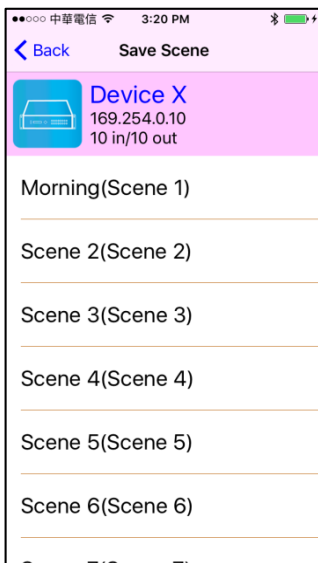 中華電信 3:20 PM
Back Save Scene
Device X
169.254.0.10
10 in/10 out
Morning(Scene 1)
Scene 2(Scene 2)
Scene 3(Scene 3)
Scene 4(Scene 4)
Scene 5(Scene 5)
Scene 6(Scene 6)